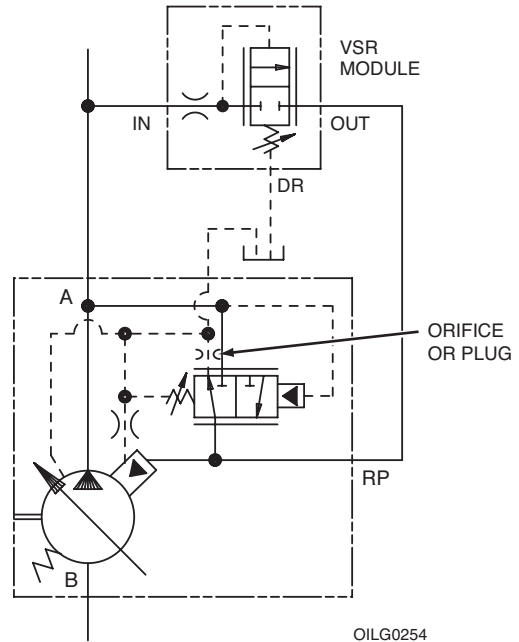 VSR
MODULE
IN
OUT
DR
A
ORIFICE
OR PLUG
RP
B
OILG0254